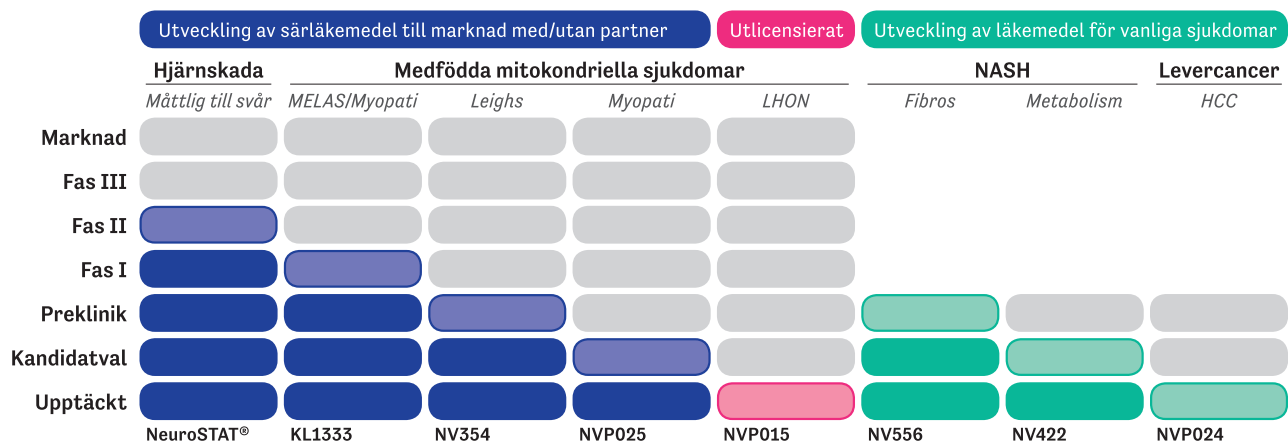 Utveckling av särläkemedel till marknad med/utan partner Utlicensierat Utveckling av läkemedel för vanliga sjukdomar
Hjärnskada Medfödda mitokondriella sjukdomar NASH Levercancer
Måttlig till svår MELAS/Myopati Leighs Myopati LHON Fibros Metabolism HCC
Marknad
Fas III
Fas II
Fas I
Preklinik
Kandidatval
Upptäckt
NeuroSTAT® KL1333 NV354 NVP025 NVP015 NV556 NV422 NVP024